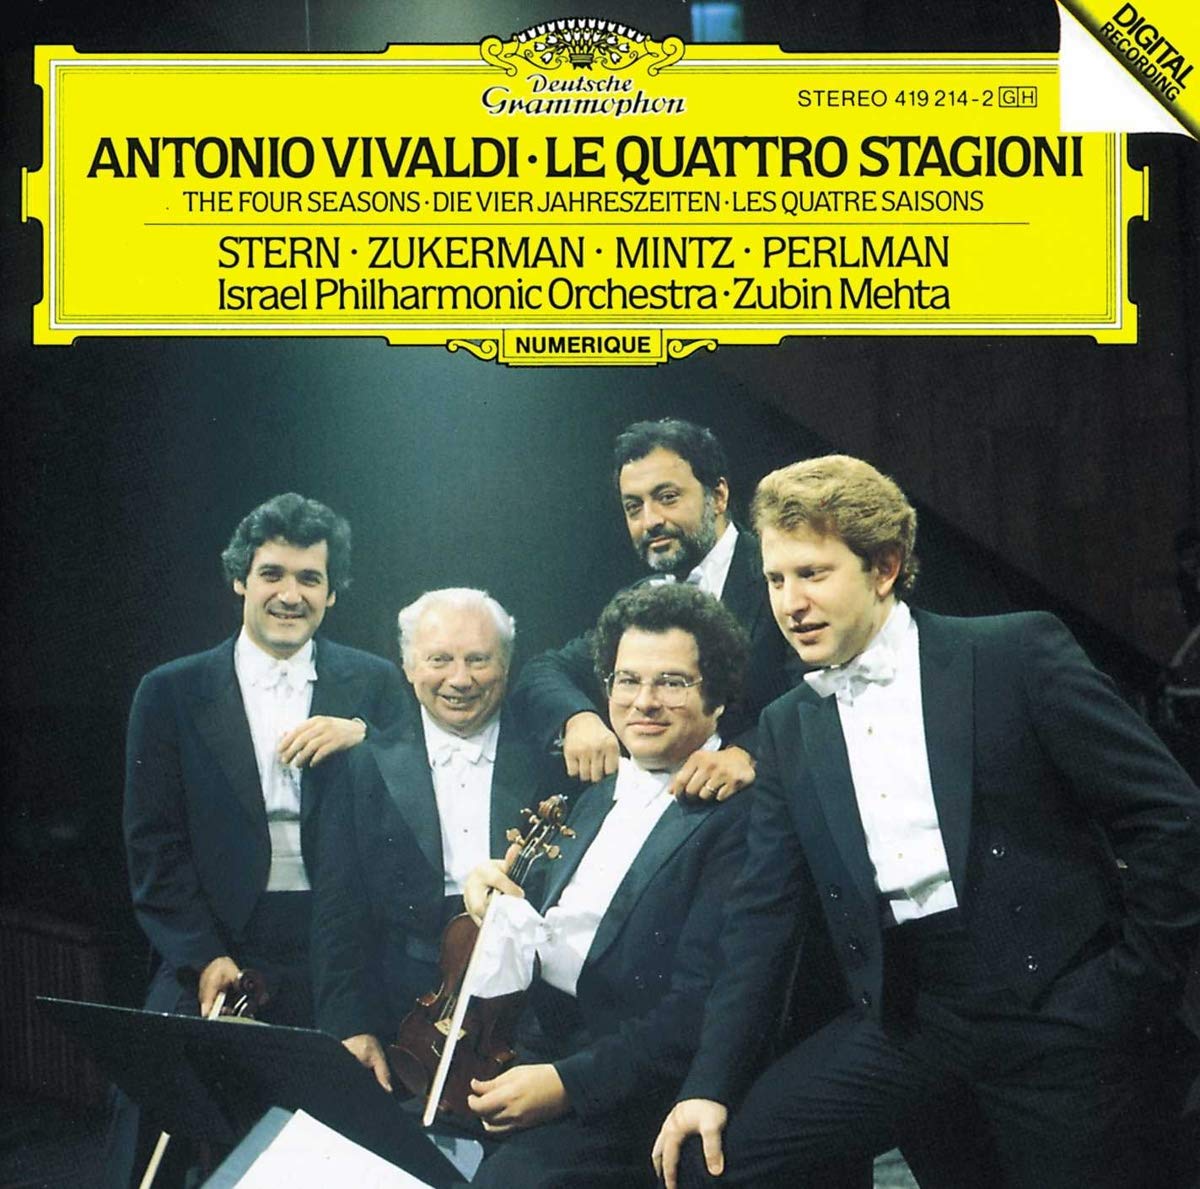 DIGITAL
RECORDING
Deutsche
Grammophon
STEREO 419 214-2 GH
ANTONIO VIVALDI·LE QUATTRO STAGIONI
THE FOUR SEASONS·DIE VIER JAHRESZEITEN·LES QUATRE SAISONS
STERN · ZUKERMAN · MINTZ · PERLMAN
Israel Philharmonic Orchestra·Zubin Mehta
NUMERIQUE